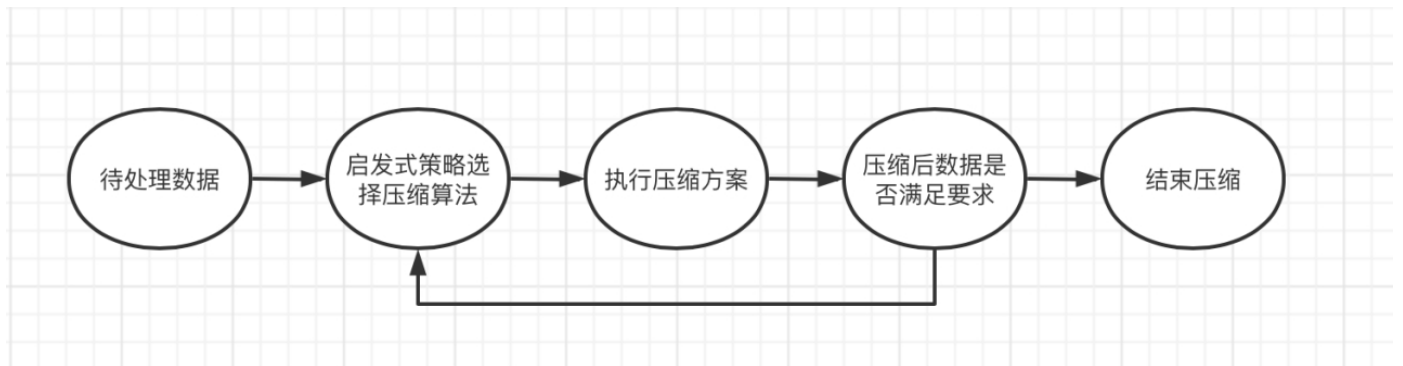 待处理数据
启发式策略选
择压缩算法
执行压缩方案
压缩后数据是
否满足要求
结束压缩